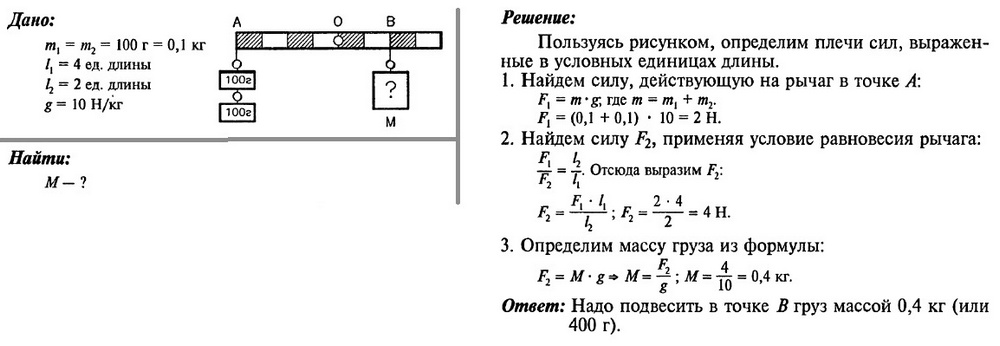 Дано:
m₁ = m₂ = 100 г = 0,1 кг
l₁ = 4 ед. длины
l₂ = 2 ед. длины
g = 10 Н/кг
A O B
100г
100г
?
M
Найти:
M – ?
Решение:
Пользуясь рисунком, определим плечи сил, выражен-
ные в условных единицах длины.
1. Найдем силу, действующую на рычаг в точке A:
F₁ = m · g, где m = m₁ + m₂.
F₁ = (0,1 + 0,1) · 10 = 2 Н.
2. Найдем силу F₂, применяя условие равновесия рычага:
F₁/F₂ = l₂/l₁. Отсюда выразим F₂:
F₂ = F₁ · l₁/l₂ ; F₂ = 2 · 4/2 = 4 Н.
3. Определим массу груза из формулы:
F₂ = M · g ⇒ M = F₂/g ; M = 4/10 = 0,4 кг.
Ответ: Надо подвесить в точке B груз массой 0,4 кг (или
400 г).